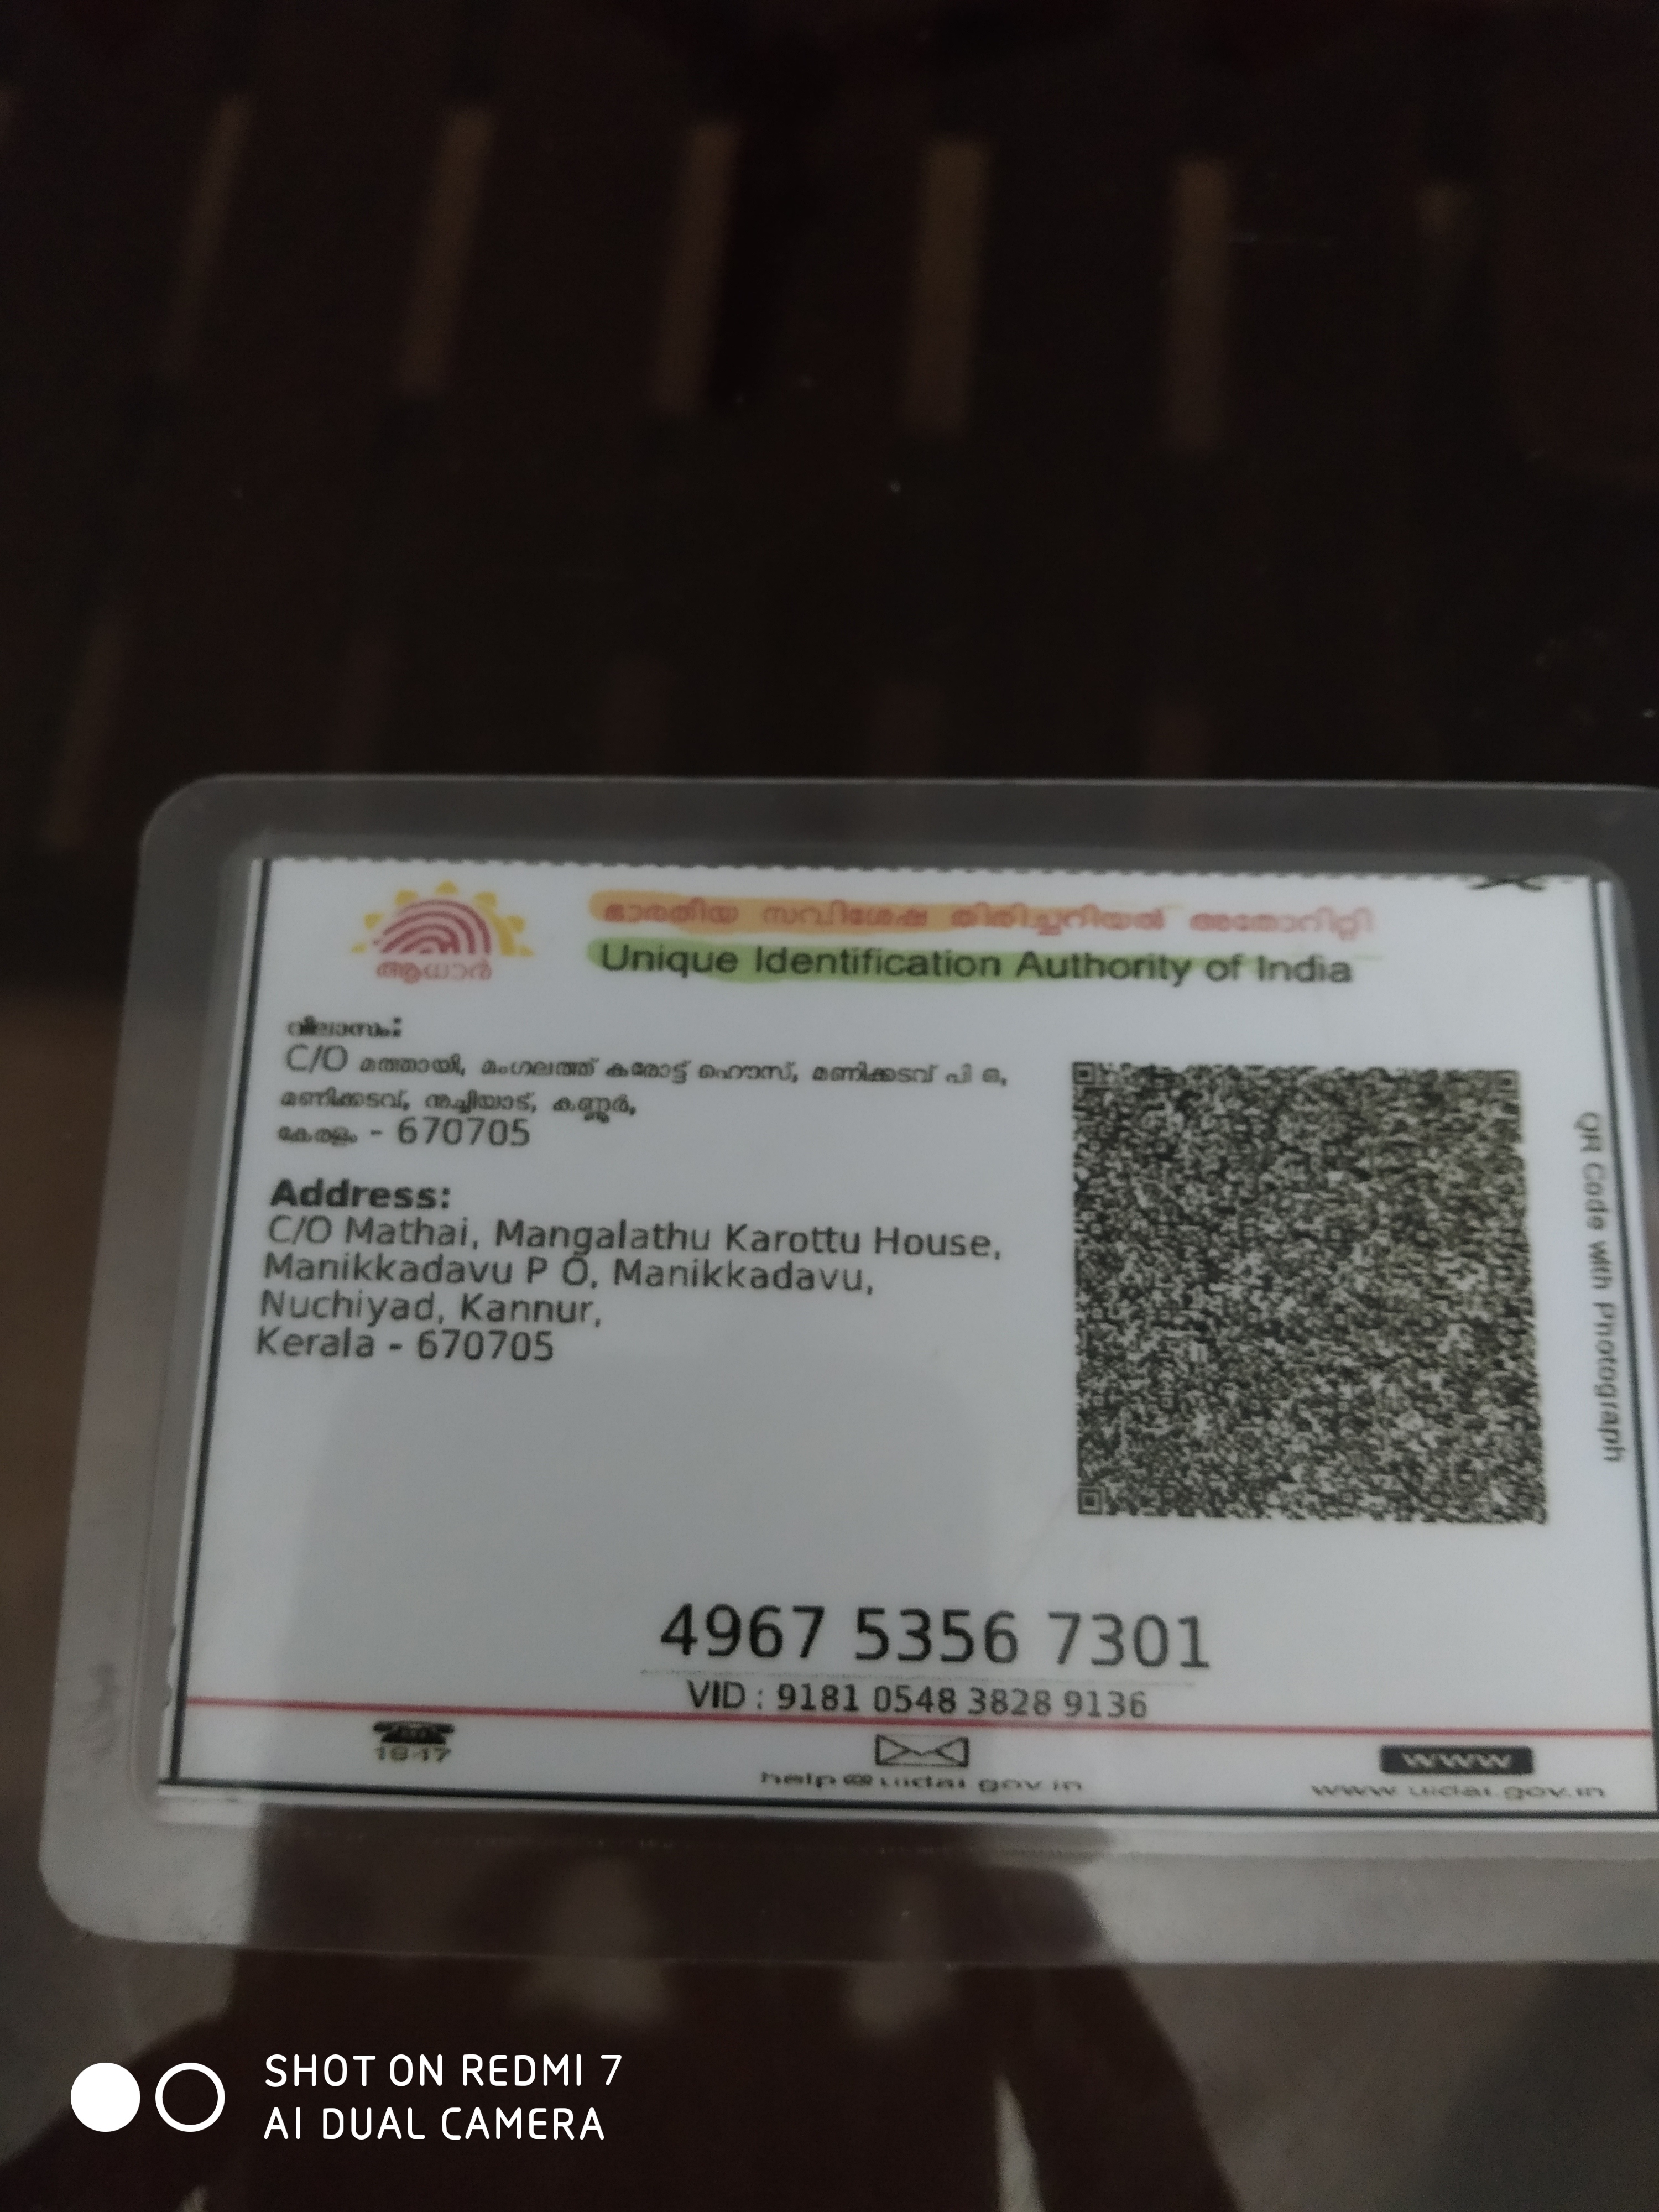 ഭാരതീയ സവിശേഷ തിരിച്ചറിയൽ അതോറിറ്റി
Unique Identification Authority of India
ആധാർ
വിലാസം:
C/O മത്തായി, മംഗലത്ത് കരോട്ട് ഹൌസ്, മണിക്കടവ് പി ഒ,
മണിക്കടവ്, നുച്ചിയാട്, കണ്ണൂർ,
കേരളം - 670705
Address:
C/O Mathai, Mangalathu Karottu House,
Manikkadavu P O, Manikkadavu,
Nuchiyad, Kannur,
Kerala - 670705
QR Code with Photograph
4967 5356 7301
VID : 9181 0548 3828 9136
1947
help@uidai.gov.in
www
www.uidai.gov.in
SHOT ON REDMI 7
AI DUAL CAMERA